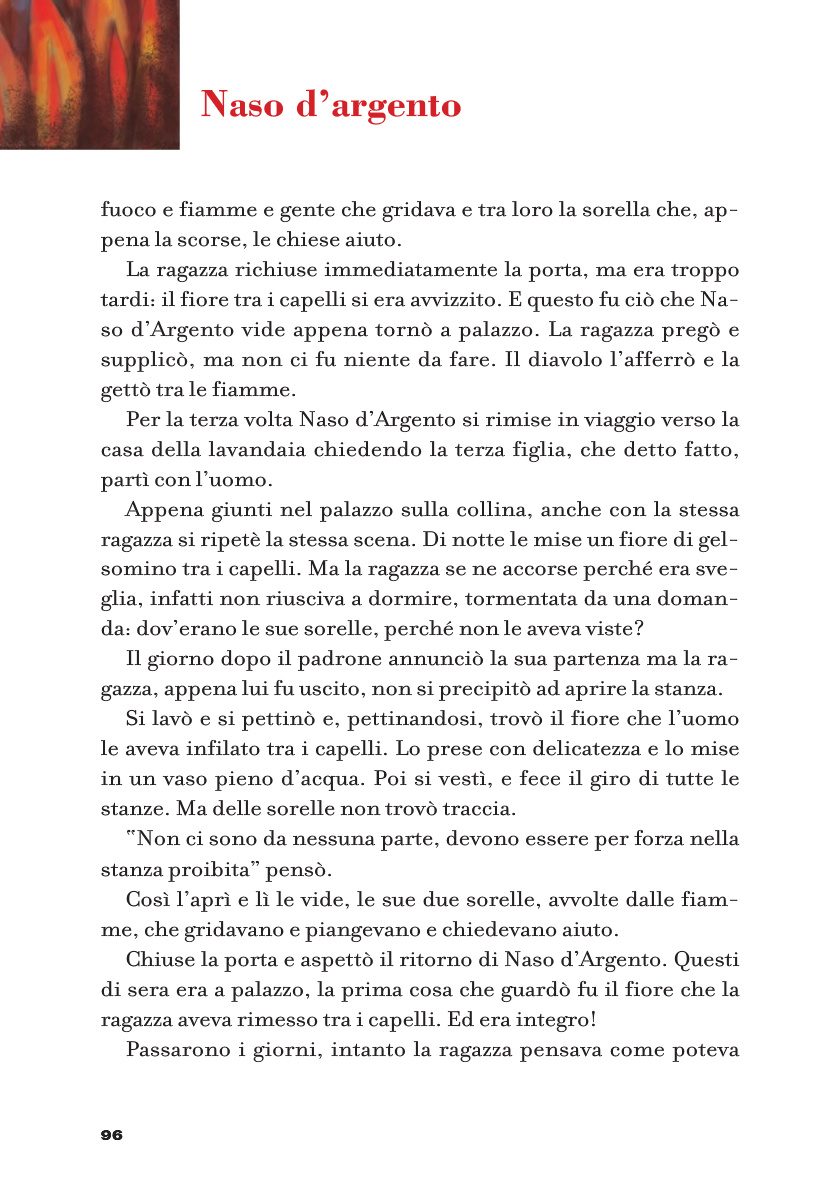 Naso d’argento
fuoco e fiamme e gente che gridava e tra loro la sorella che, ap-
pena la scorse, le chiese aiuto.
La ragazza richiuse immediatamente la porta, ma era troppo
tardi: il fiore tra i capelli si era avvizzito. E questo fu ciò che Na-
so d’Argento vide appena tornò a palazzo. La ragazza pregò e
supplicò, ma non ci fu niente da fare. Il diavolo l’afferrò e la
gettò tra le fiamme.
Per la terza volta Naso d’Argento si rimise in viaggio verso la
casa della lavandaia chiedendo la terza figlia, che detto fatto,
partì con l’uomo.
Appena giunti nel palazzo sulla collina, anche con la stessa
ragazza si ripetè la stessa scena. Di notte le mise un fiore di gel-
somino tra i capelli. Ma la ragazza se ne accorse perché era sve-
glia, infatti non riusciva a dormire, tormentata da una doman-
da: dov’erano le sue sorelle, perché non le aveva viste?
Il giorno dopo il padrone annunciò la sua partenza ma la ra-
gazza, appena lui fu uscito, non si precipitò ad aprire la stanza.
Si lavò e si pettinò e, pettinandosi, trovò il fiore che l’uomo
le aveva infilato tra i capelli. Lo prese con delicatezza e lo mise
in un vaso pieno d’acqua. Poi si vestì, e fece il giro di tutte le
stanze. Ma delle sorelle non trovò traccia.
‟Non ci sono da nessuna parte, devono essere per forza nella
stanza proibita” pensò.
Così l’aprì e lì le vide, le sue due sorelle, avvolte dalle fiam-
me, che gridavano e piangevano e chiedevano aiuto.
Chiuse la porta e aspettò il ritorno di Naso d’Argento. Questi
di sera era a palazzo, la prima cosa che guardò fu il fiore che la
ragazza aveva rimesso tra i capelli. Ed era integro!
Passarono i giorni, intanto la ragazza pensava come poteva
96